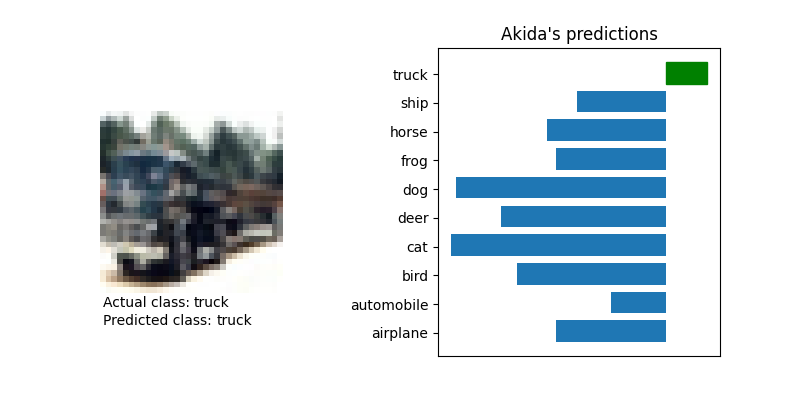 Akida's predictions
truck
ship
horse
frog
dog
deer
cat
bird
automobile
airplane
Actual class: truck
Predicted class: truck